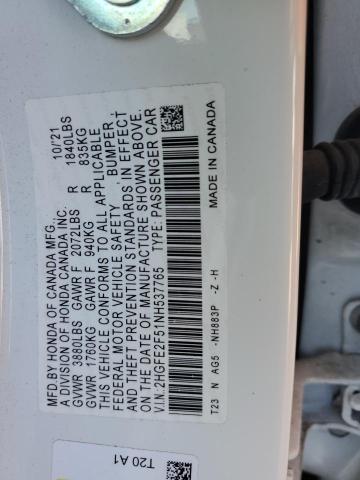 MFD. BY HONDA OF CANADA MFG., 10/'21
A DIVISION OF HONDA CANADA INC.
GVWR 3880LBS GAWR F 2072LBS R 1840LBS
GVWR 1760KG GAWR F 940KG R 835KG
THIS VEHICLE CONFORMS TO ALL APPLICABLE
FEDERAL MOTOR VEHICLE SAFETY , BUMPER ,
AND THEFT PREVENTION STANDARDS IN EFFECT
ON THE DATE OF MANUFACTURE SHOWN ABOVE.
V.I.N.:2HGFE2F51NH537765 TYPE: PASSENGER CAR
MADE IN CANADA
T23 N AG5 -NH883P -Z -H
T20 A1